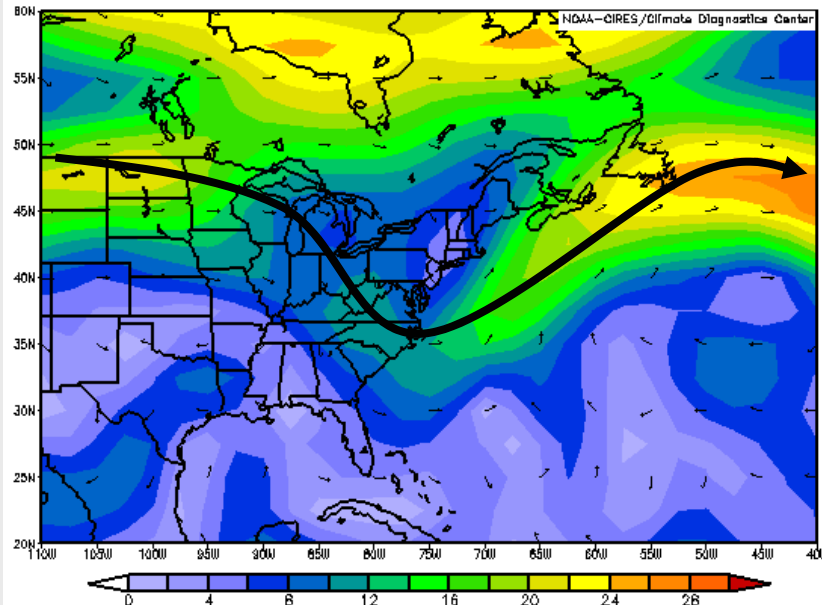 NOAA-CIRES/Climate Diagnostics Center
60N
55N
50N
45N
40N
35N
30N
25N
20N
110W 105W 100W 95W 90W 85W 80W 75W 70W 65W 60W 55W 50W 45W 40
0 4 8 12 16 20 24 28